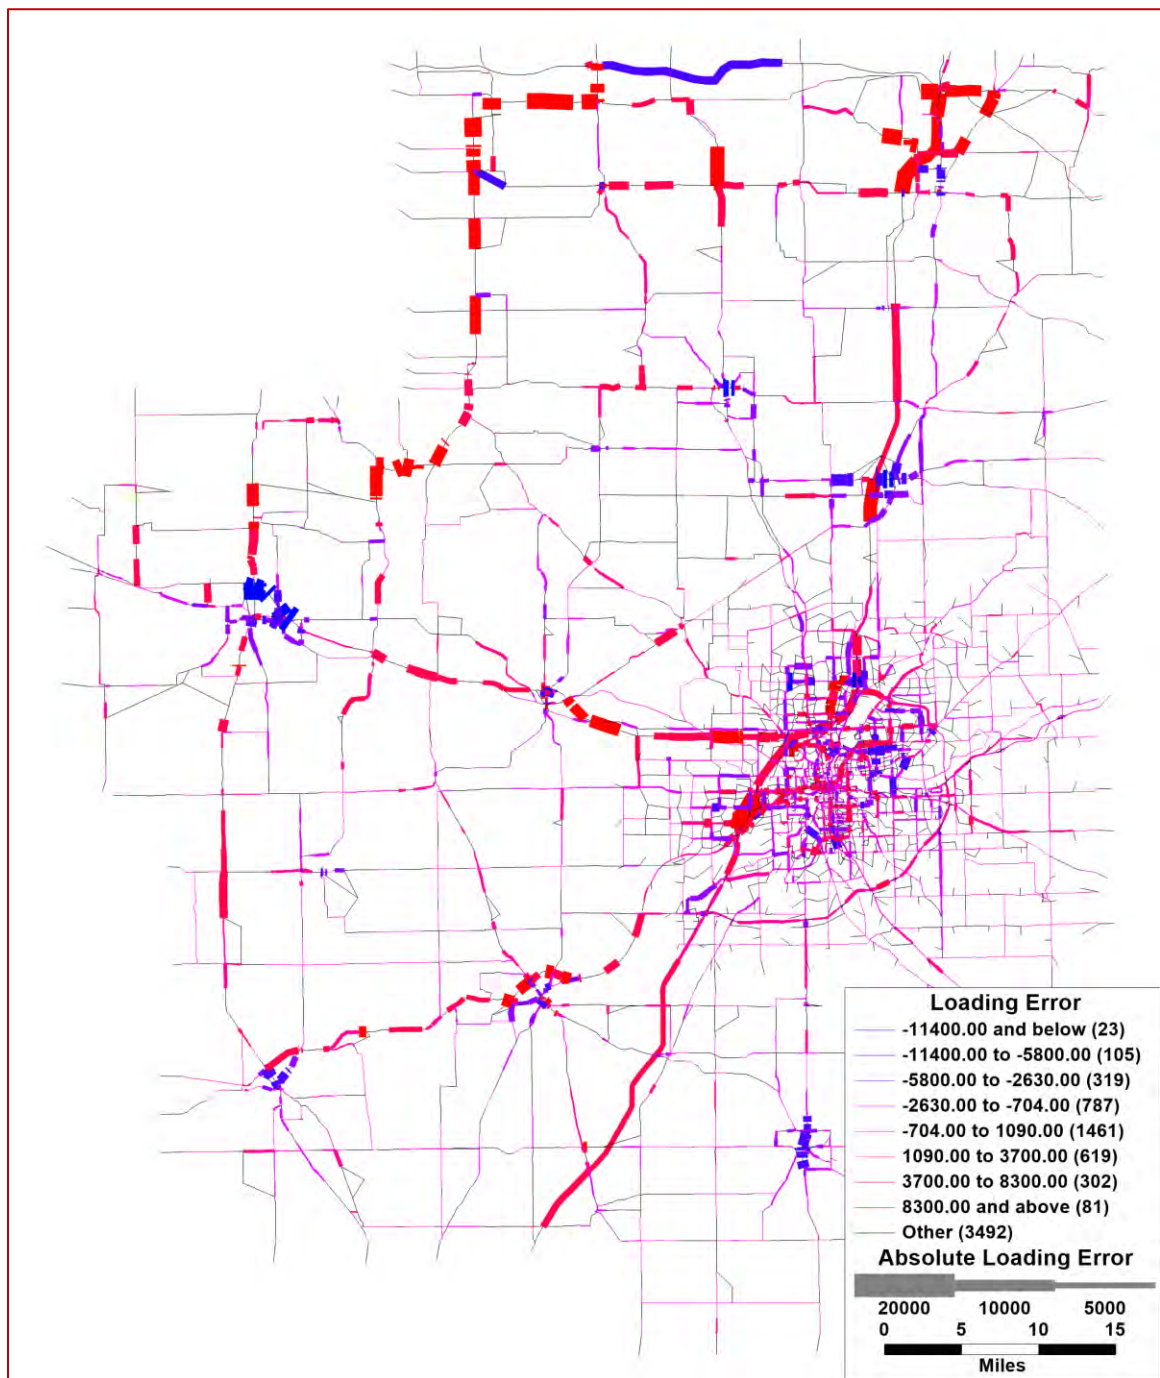 Loading Error
-11400.00 and below (23)
-11400.00 to -5800.00 (105)
-5800.00 to -2630.00 (319)
-2630.00 to -704.00 (787)
-704.00 to 1090.00 (1461)
1090.00 to 3700.00 (619)
3700.00 to 8300.00 (302)
8300.00 and above (81)
Other (3492)
Absolute Loading Error
20000 10000 5000
0 5 10 15
Miles